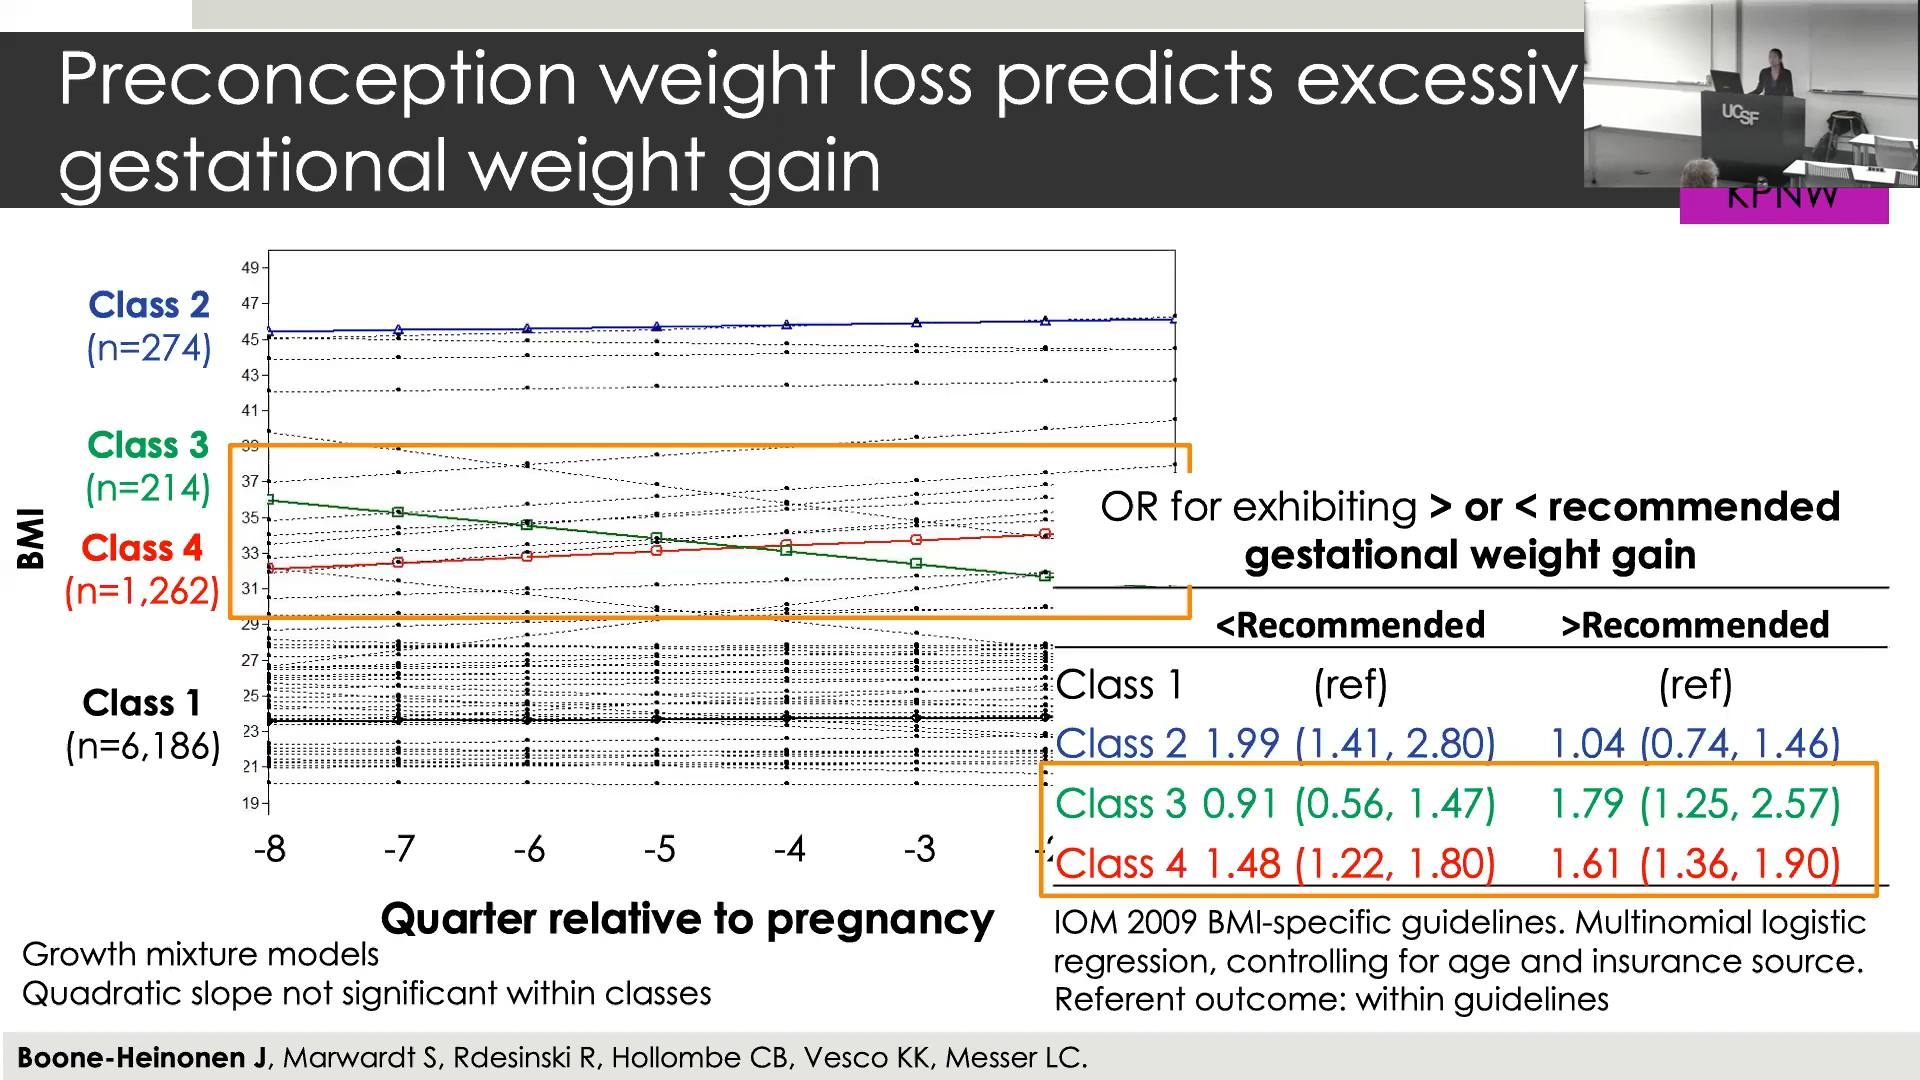 Preconception weight loss predicts excessiv
gestational weight gain
UCSF
KPNW
Class 2
(n=274)
Class 3
(n=214)
Class 4
(n=1,262)
Class 1
(n=6,186)
BMI
49
47
45
43
41
39
37
35
33
31
29
27
25
23
21
19
-8 -7 -6 -5 -4 -3
Quarter relative to pregnancy
Growth mixture models
Quadratic slope not significant within classes
OR for exhibiting > or < recommended
gestational weight gain
<Recommended >Recommended
Class 1 (ref) (ref)
Class 2 1.99 (1.41, 2.80) 1.04 (0.74, 1.46)
Class 3 0.91 (0.56, 1.47) 1.79 (1.25, 2.57)
Class 4 1.48 (1.22, 1.80) 1.61 (1.36, 1.90)
IOM 2009 BMI-specific guidelines. Multinomial logistic
regression, controlling for age and insurance source.
Referent outcome: within guidelines
Boone-Heinonen J, Marwardt S, Rdesinski R, Hollombe CB, Vesco KK, Messer LC.